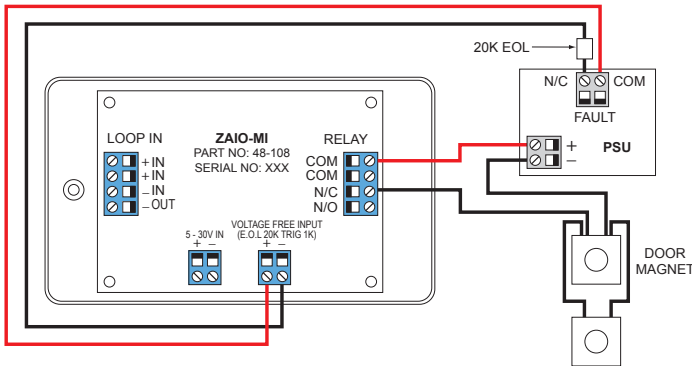 20K EOL
N/C COM
FAULT
+
−
PSU
LOOP IN
+IN
+IN
−IN
−OUT
ZAIO-MI
PART NO: 48-108
SERIAL NO: XXX
RELAY
COM
COM
N/C
N/O
5 - 30V IN
+ −
VOLTAGE FREE INPUT
(E.O.L 20K TRIG 1K)
+ −
DOOR
MAGNET